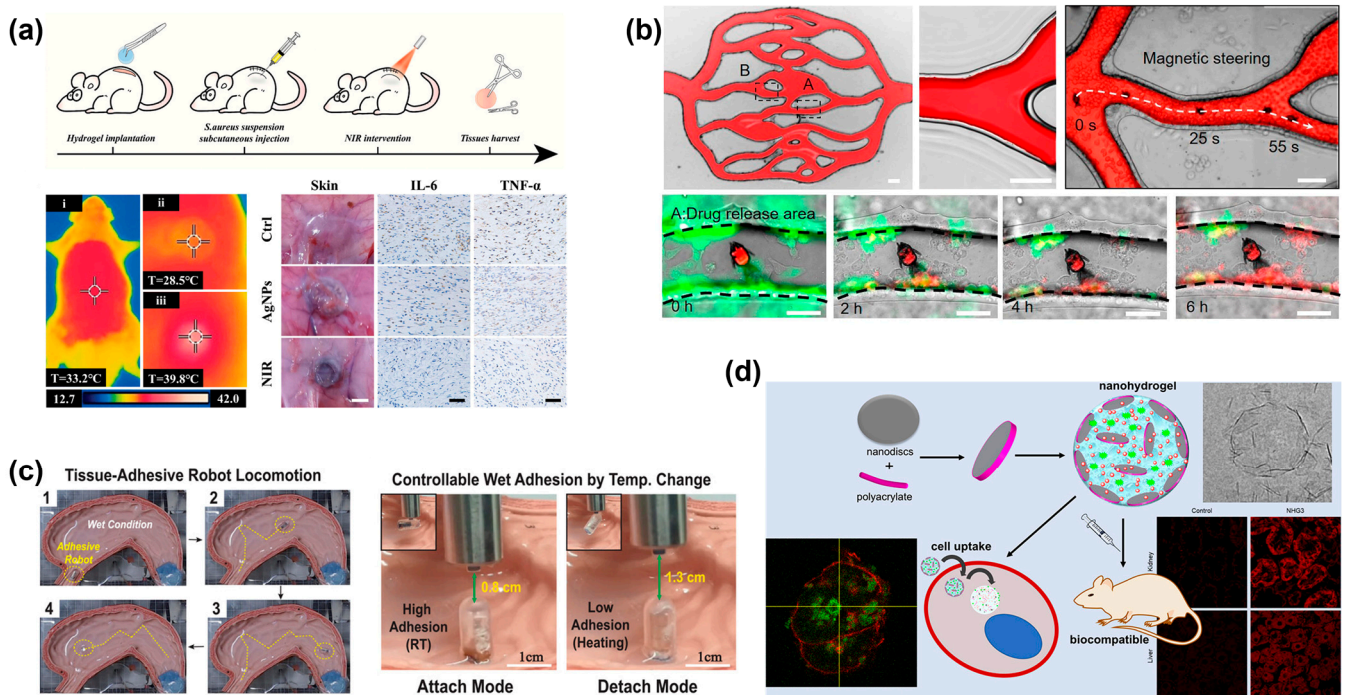 (a)
Hydrogel implantation
S.aureus suspension
subcutaneous injection
NIR intervention
Tissues harvest
i
T=33.2°C
ii
T=28.5°C
iii
T=39.8°C
12.7
42.0
Skin
IL-6
TNF-α
Ctrl
AgNPs
NIR
(b)
B
A
Magnetic steering
0 s
25 s
55 s
A:Drug release area
0 h
2 h
4 h
6 h
(c)
Tissue-Adhesive Robot Locomotion
1
Wet Condition
Adhesive
Robot
2
4
3
Controllable Wet Adhesion by Temp. Change
0.8 cm
High
Adhesion
(RT)
1cm
Attach Mode
1.3 cm
Low
Adhesion
(Heating)
1cm
Detach Mode
(d)
nanodiscs
+
polyacrylate
nanohydrogel
cell uptake
biocompatible
Control
NHG3
Kidney
Liver